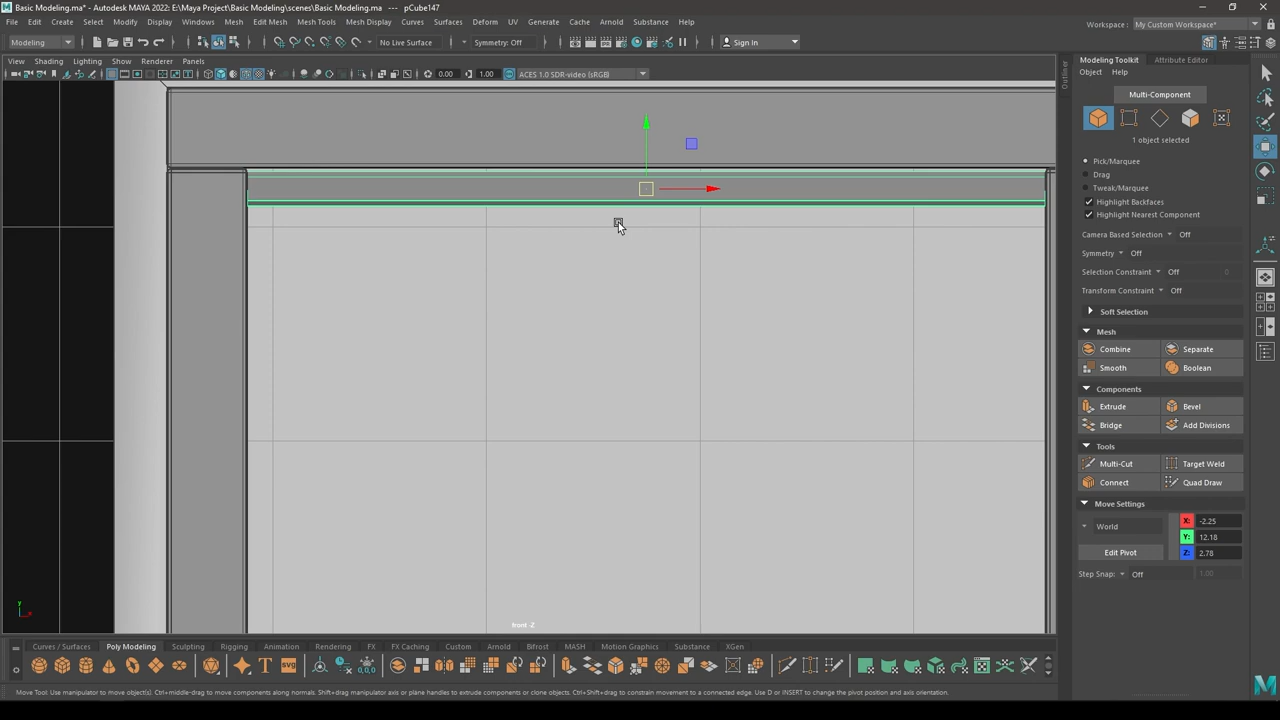 Basic Modeling.ma* - Autodesk MAYA 2022: E:\Maya Project\Basic Modeling\scenes\Basic Modeling.ma --- pCube147
File Edit Create Select Modify Display Windows Mesh Edit Mesh Mesh Tools Mesh Display Curves Surfaces Deform UV Generate Cache Arnold Substance Help
Workspace : My Custom Workspace*
Modeling No Live Surface Symmetry: Off Sign In
View Shading Lighting Show Renderer Panels
0.00 1.00 ACES 1.0 SDR-video (sRGB)
Outliner
Modeling Toolkit Attribute Editor
Object Help
Multi-Component
1 object selected
Pick/Marquee
Drag
Tweak/Marquee
Highlight Backfaces
Highlight Nearest Component
Camera Based Selection Off
Symmetry Off
Selection Constraint Off 0
Transform Constraint Off
Soft Selection
Mesh
Combine Separate
Smooth Boolean
Components
Extrude Bevel
Bridge Add Divisions
Tools
Multi-Cut Target Weld
Connect Quad Draw
Move Settings
World X: -2.25
Y: 12.18
Edit Pivot Z: 2.78
Step Snap: Off 1.00
y
x
front -Z
Curves / Surfaces Poly Modeling Sculpting Rigging Animation Rendering FX FX Caching Custom Arnold Bifrost MASH Motion Graphics Substance XGen
T SVG
0,0,0
Move Tool: Use manipulator to move object(s). Ctrl+middle-drag to move components along normals. Shift+drag manipulator axis or plane handles to extrude components or clone objects. Ctrl+Shift+drag to constrain movement to a connected edge. Use D or INSERT to change the pivot position and axis orientation.